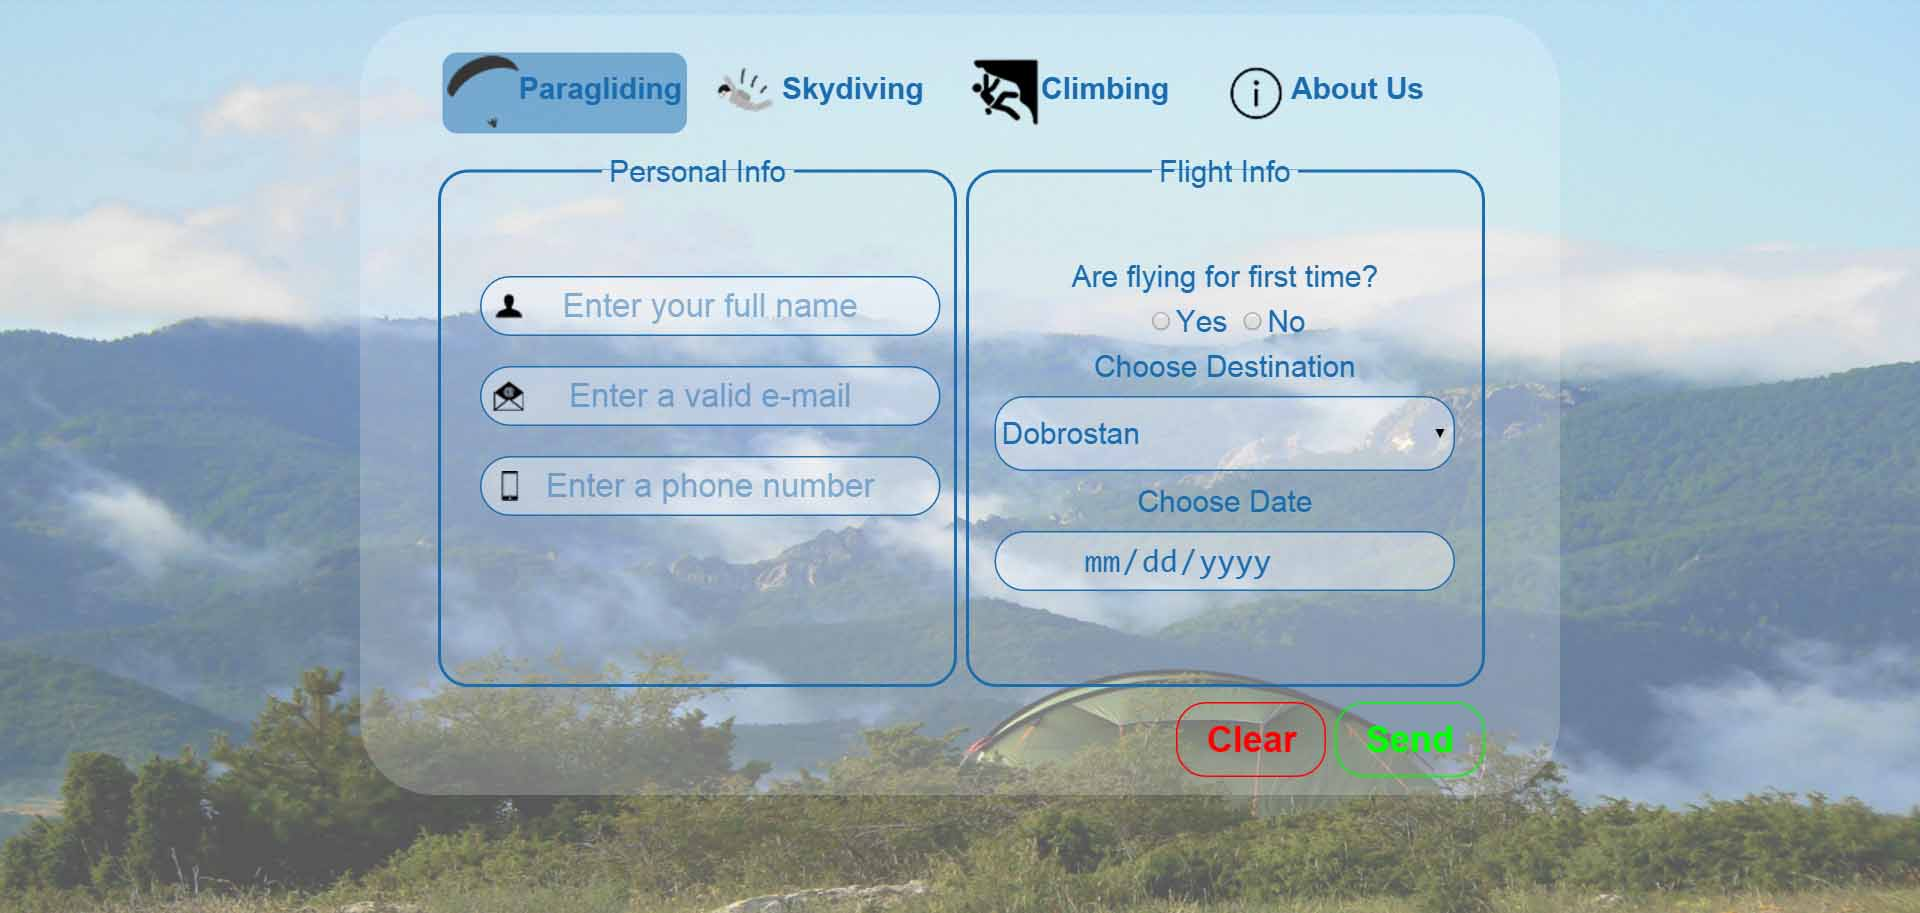 Paragliding
Skydiving
Climbing
About Us
Personal Info
Enter your full name
Enter a valid e-mail
Enter a phone number
Flight Info
Are flying for first time?
Yes No
Choose Destination
Dobrostan
Choose Date
mm/dd/yyyy
Clear
Send